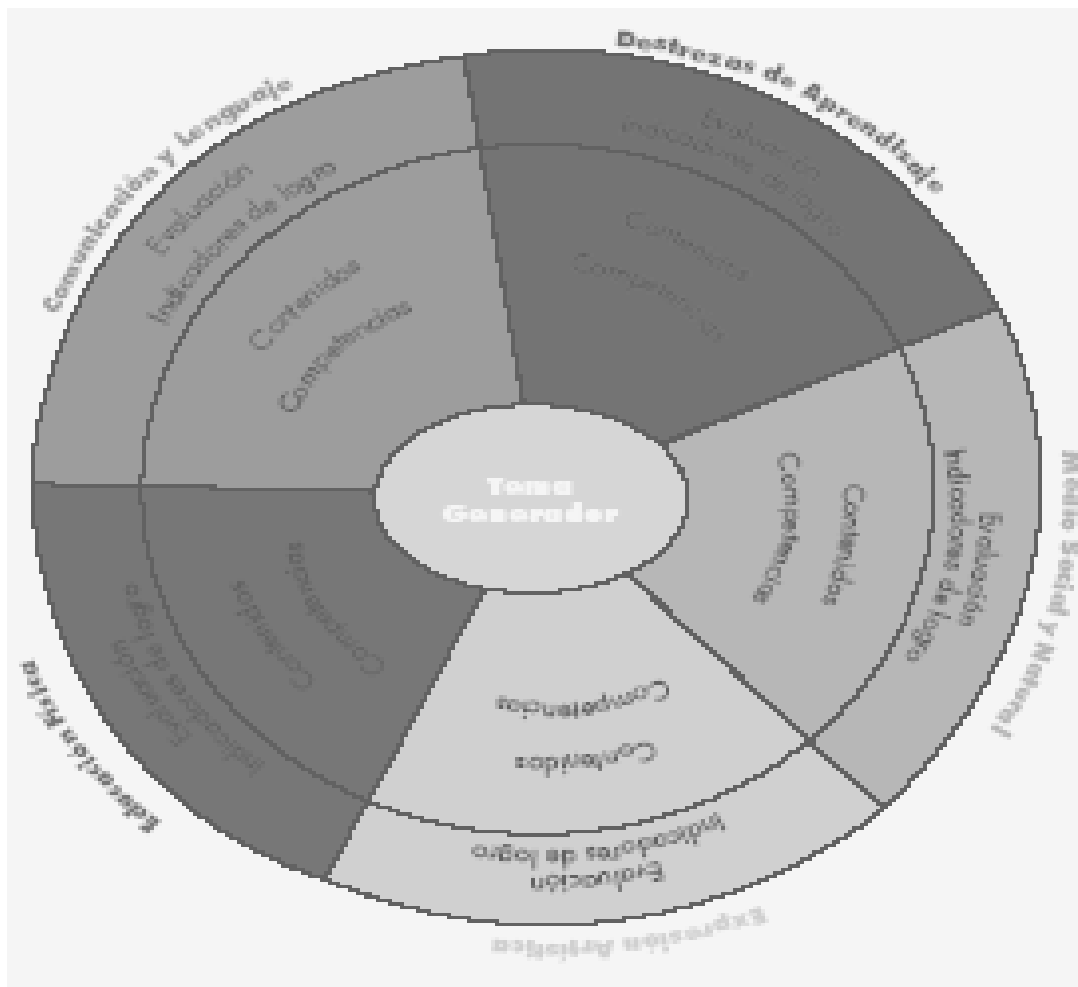 Destrezas de Aprendizaje
Evaluación
Indicadores de logro
Contenidos
Competencias
Comunicación y Lenguaje
Evaluación
Indicadores de logro
Contenidos
Competencias
Tema
Generador
Medio Social y Natural
Evaluación
Indicadores de logro
Contenidos
Competencias
Educación Física
Evaluación
Indicadores de logro
Contenidos
Competencias
Competencias
Contenidos
Indicadores de logro
Evaluación
Expresión Artística